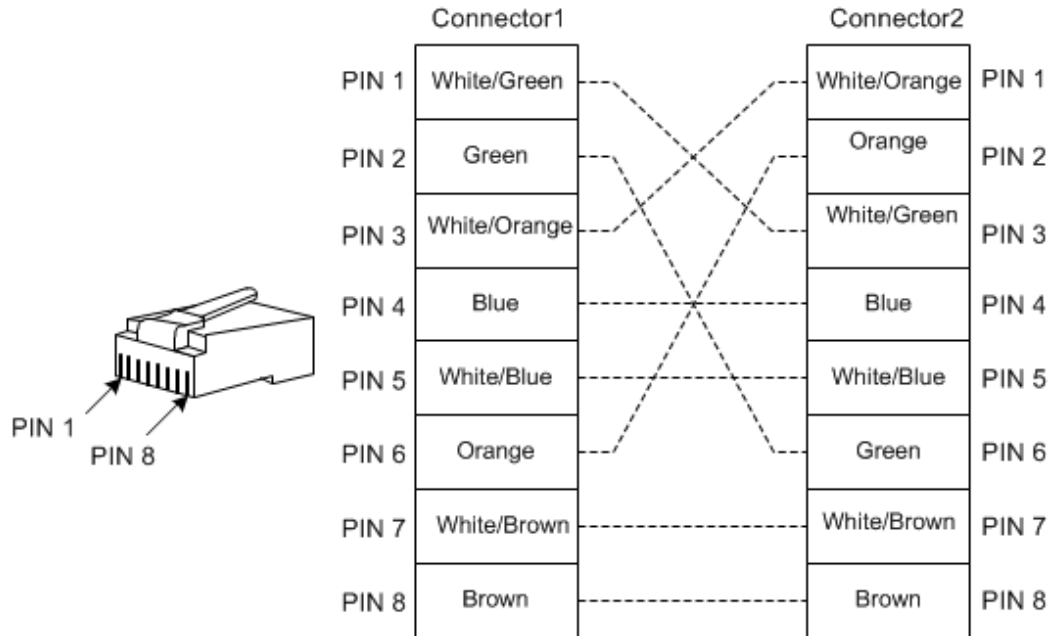 Connector1 Connector2
PIN 1 White/Green White/Orange PIN 1
PIN 2 Green Orange PIN 2
PIN 3 White/Orange White/Green PIN 3
PIN 4 Blue Blue PIN 4
PIN 5 White/Blue White/Blue PIN 5
PIN 6 Orange Green PIN 6
PIN 7 White/Brown White/Brown PIN 7
PIN 8 Brown Brown PIN 8
PIN 1
PIN 8